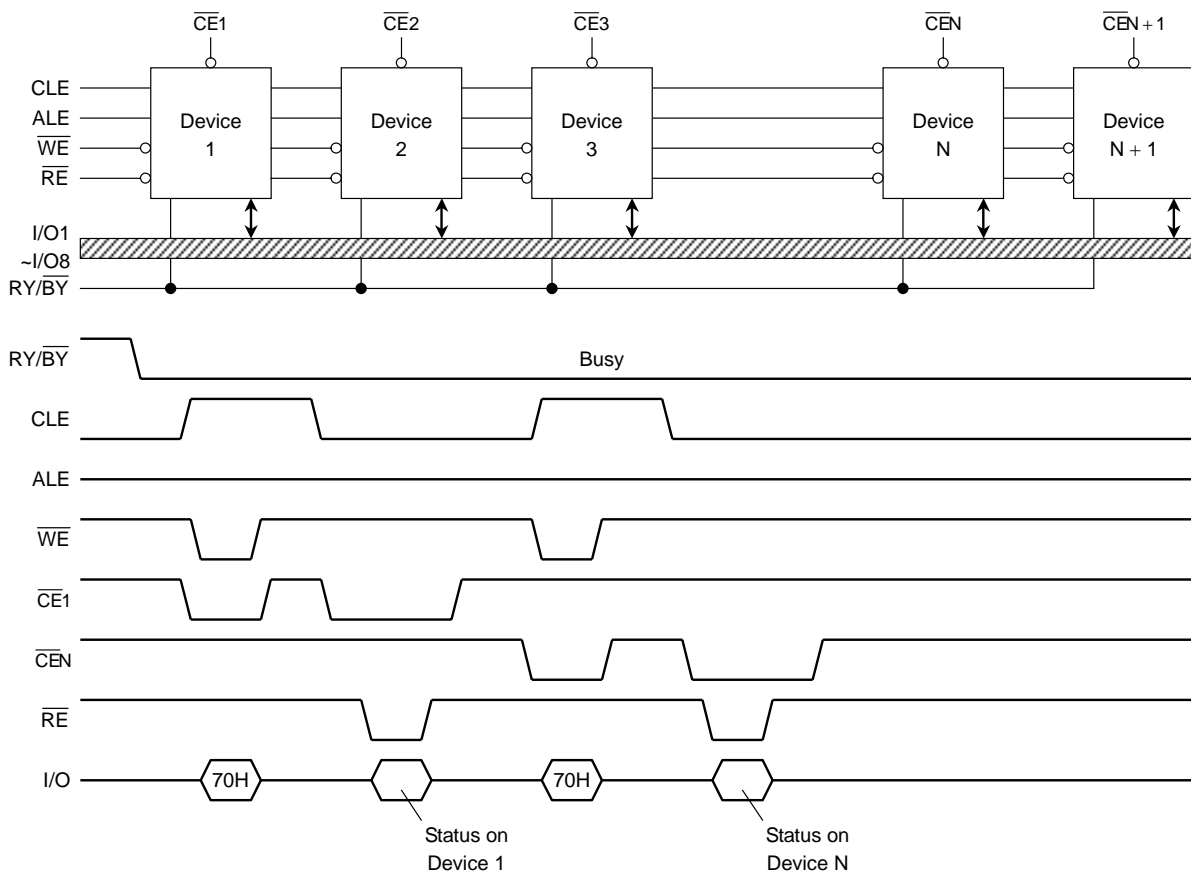 CE1 CE2 CE3 CEN CEN + 1
CLE
ALE
WE
RE
Device
1
Device
2
Device
3
Device
N
Device
N + 1
I/O1
~I/O8
RY/BY
RY/BY
Busy
CLE
ALE
WE
CE1
CEN
RE
I/O
70H
70H
Status on
Device 1
Status on
Device N